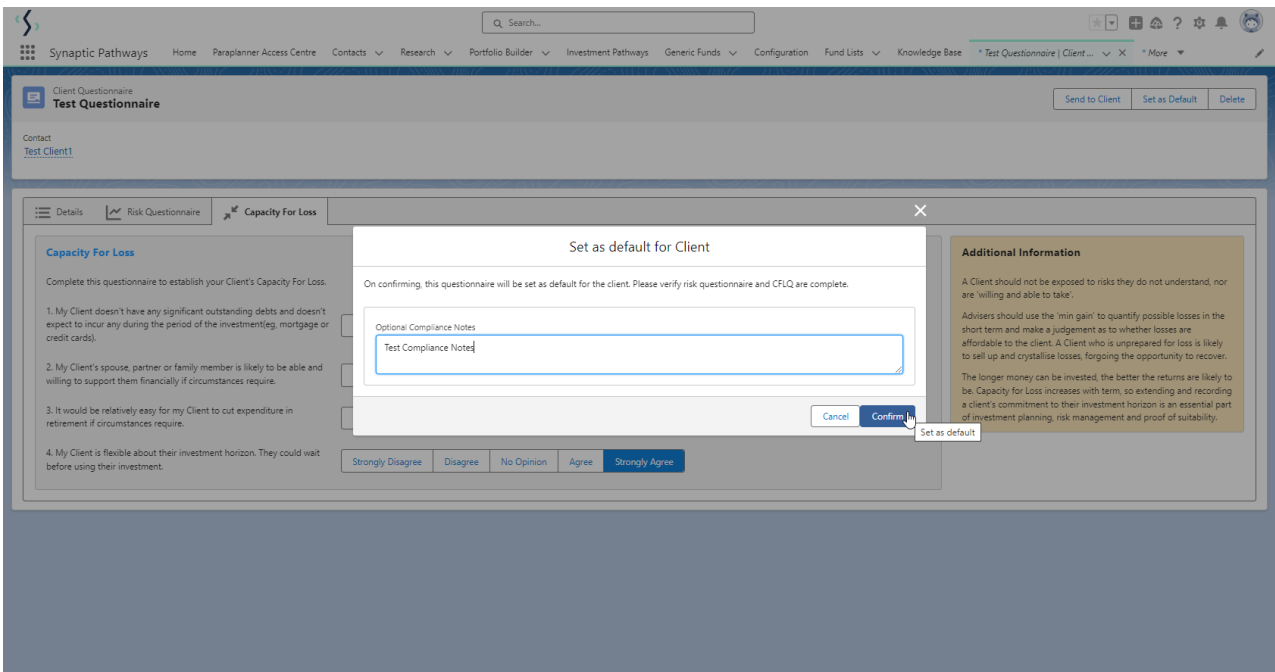 Search...
Synaptic Pathways Home Paraplanner Access Centre Contacts Research Portfolio Builder Investment Pathways Generic Funds Configuration Fund Lists Knowledge Base * Test Questionnaire | Client ... * More
Client Questionnaire
Test Questionnaire
Send to Client Set as Default Delete
Contact
Test Client1
Details Risk Questionnaire Capacity For Loss
Capacity For Loss
Complete this questionnaire to establish your Client's Capacity For Loss.
1. My Client doesn't have any significant outstanding debts and doesn't
expect to incur any during the period of the investment(eg, mortgage or
credit cards).
2. My Client's spouse, partner or family member is likely to be able and
willing to support them financially if circumstances require.
3. It would be relatively easy for my Client to cut expenditure in
retirement if circumstances require.
4. My Client is flexible about their investment horizon. They could wait
before using their investment.
Strongly Disagree Disagree No Opinion Agree Strongly Agree
Set as default for Client
On confirming, this questionnaire will be set as default for the client. Please verify risk questionnaire and CFLQ are complete.
Optional Compliance Notes
Test Compliance Notes
Cancel Confirm
Set as default
Additional Information
A Client should not be exposed to risks they do not understand, nor
are 'willing and able to take'.
Advisers should use the 'min gain' to quantify possible losses in the
short term and make a judgement as to whether losses are
affordable to the client. A Client who is unprepared for loss is likely
to sell up and crystallise losses, forgoing the opportunity to recover.
The longer money can be invested, the better the returns are likely to
be. Capacity for Loss increases with term, so extending and recording
a client's commitment to their investment horizon is an essential part
of investment planning, risk management and proof of suitability.